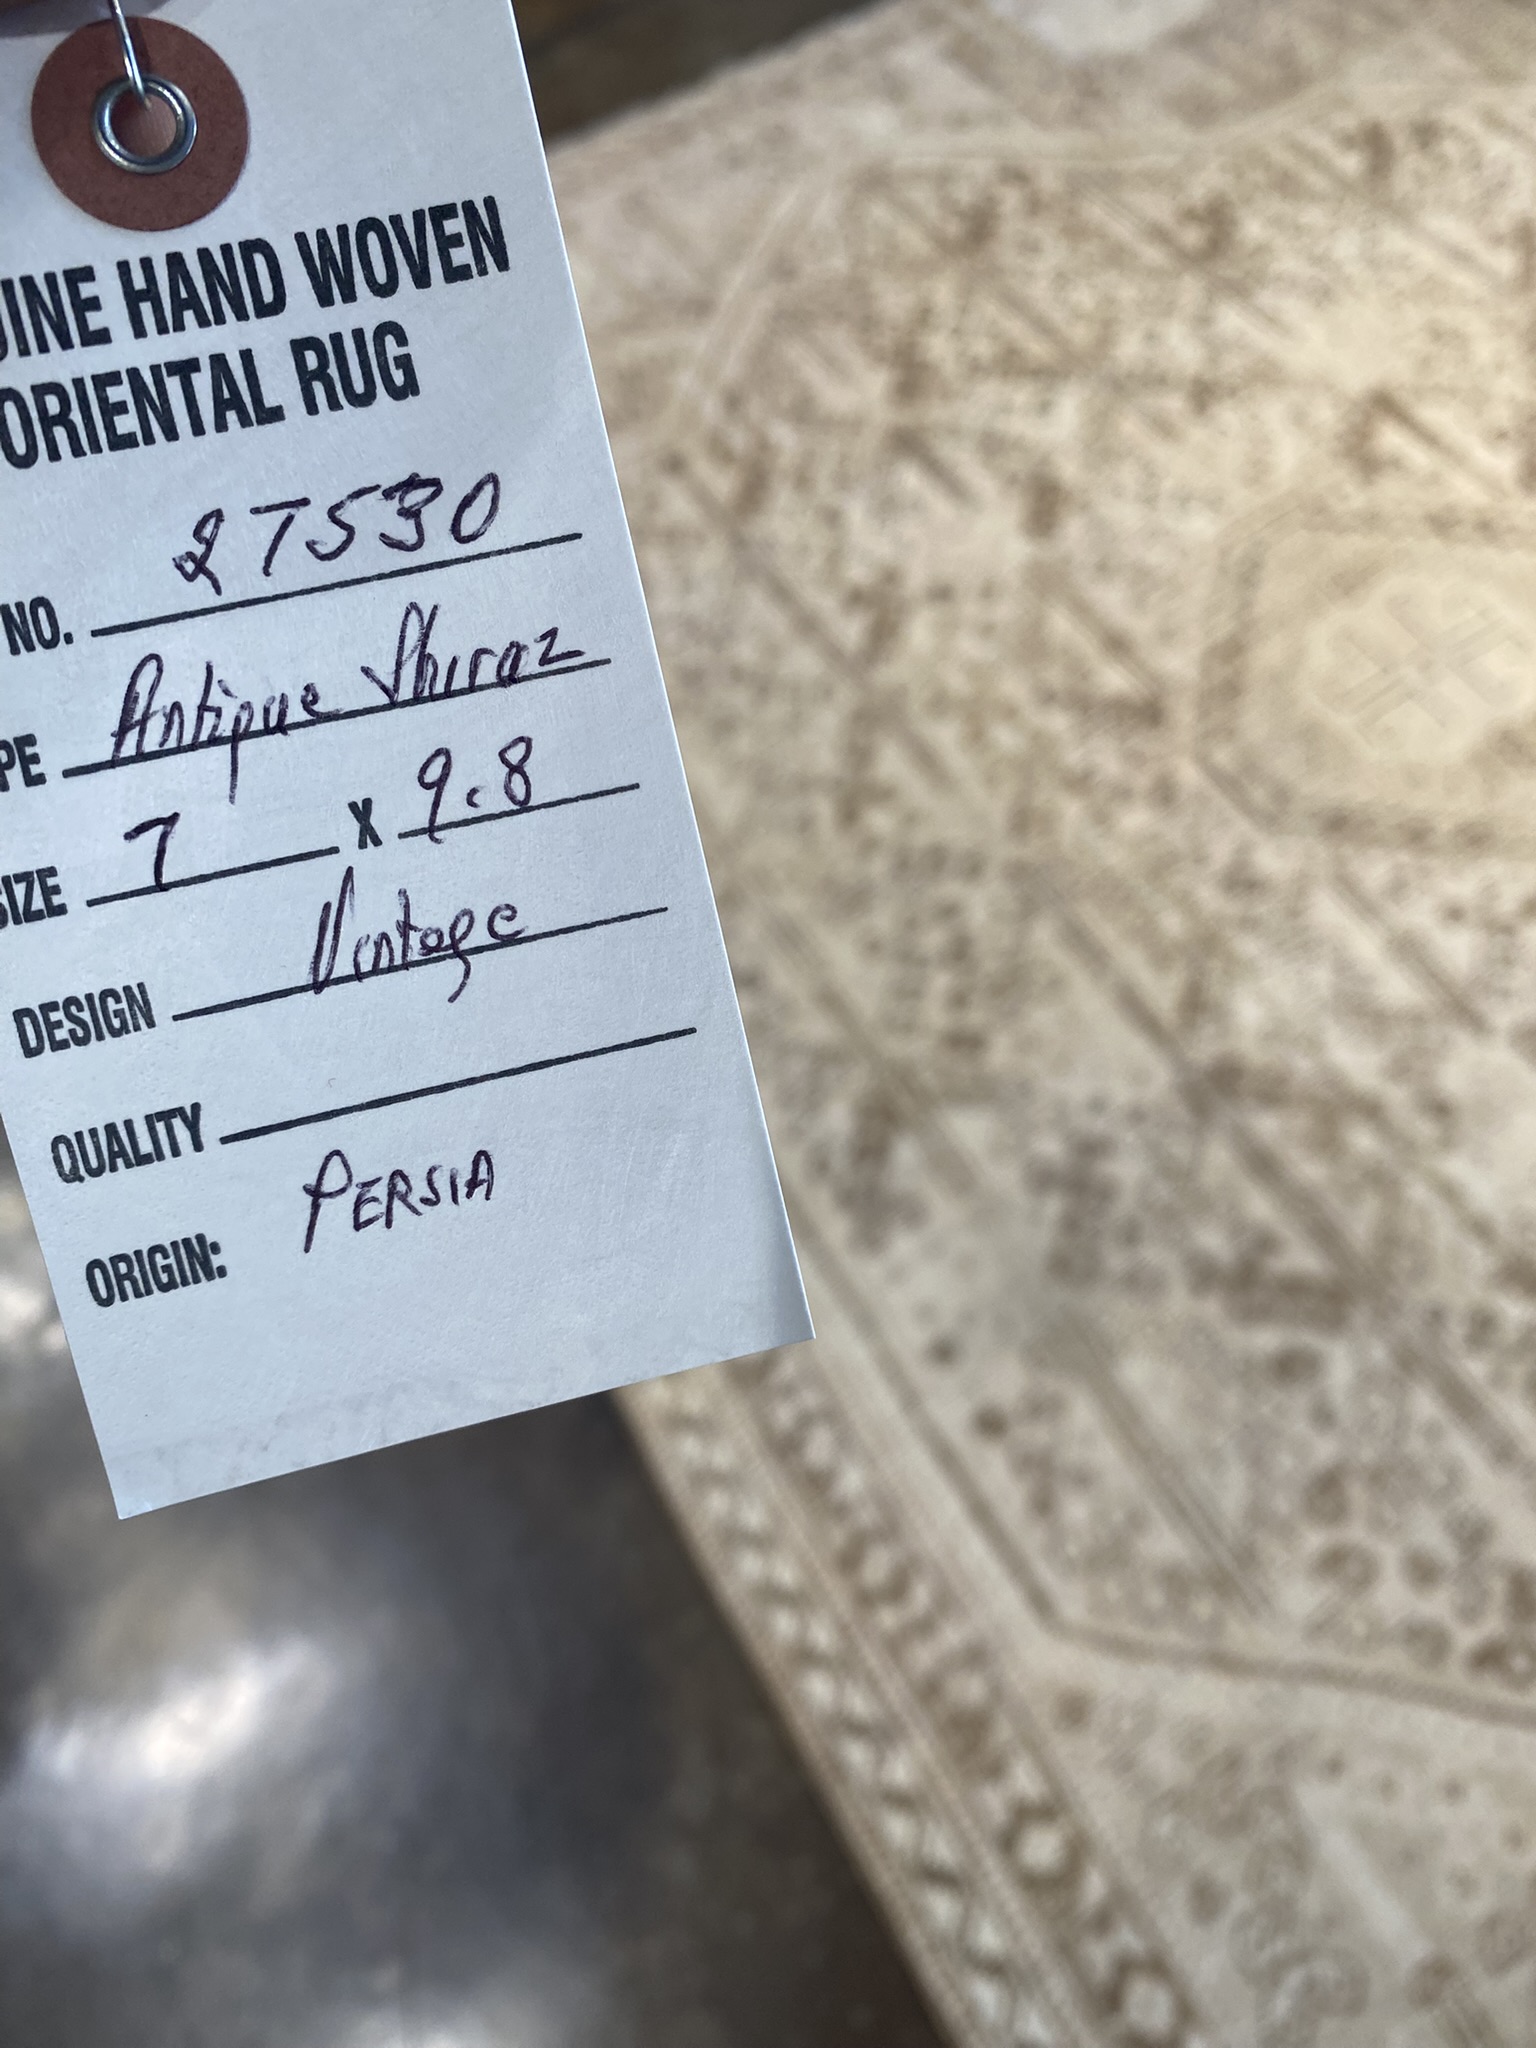 UINE HAND WOVEN
ORIENTAL RUG
NO. 27530
PE Antique Shiraz
SIZE 7 X 9.8
DESIGN Vintage
QUALITY
ORIGIN: PERSIA